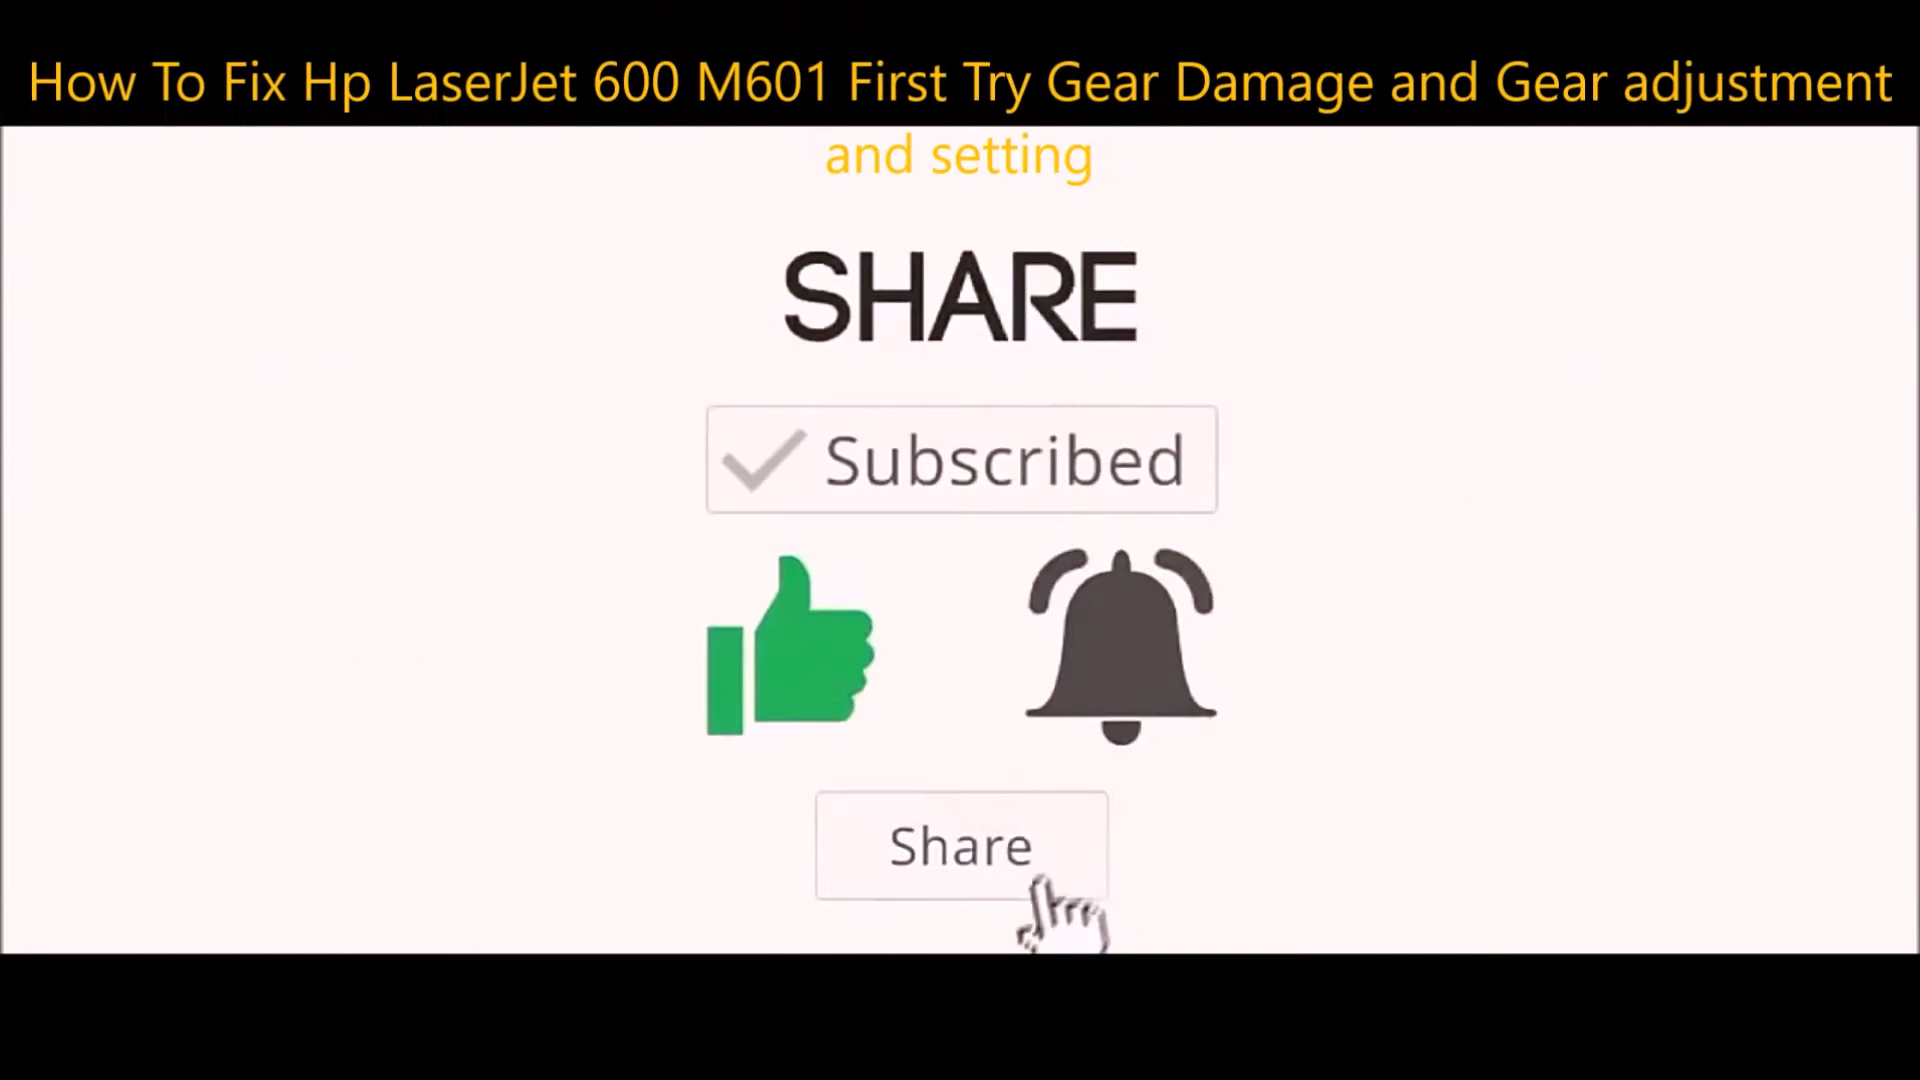 How To Fix Hp LaserJet 600 M601 First Try Gear Damage and Gear adjustment
and setting
SHARE
Subscribed
Share